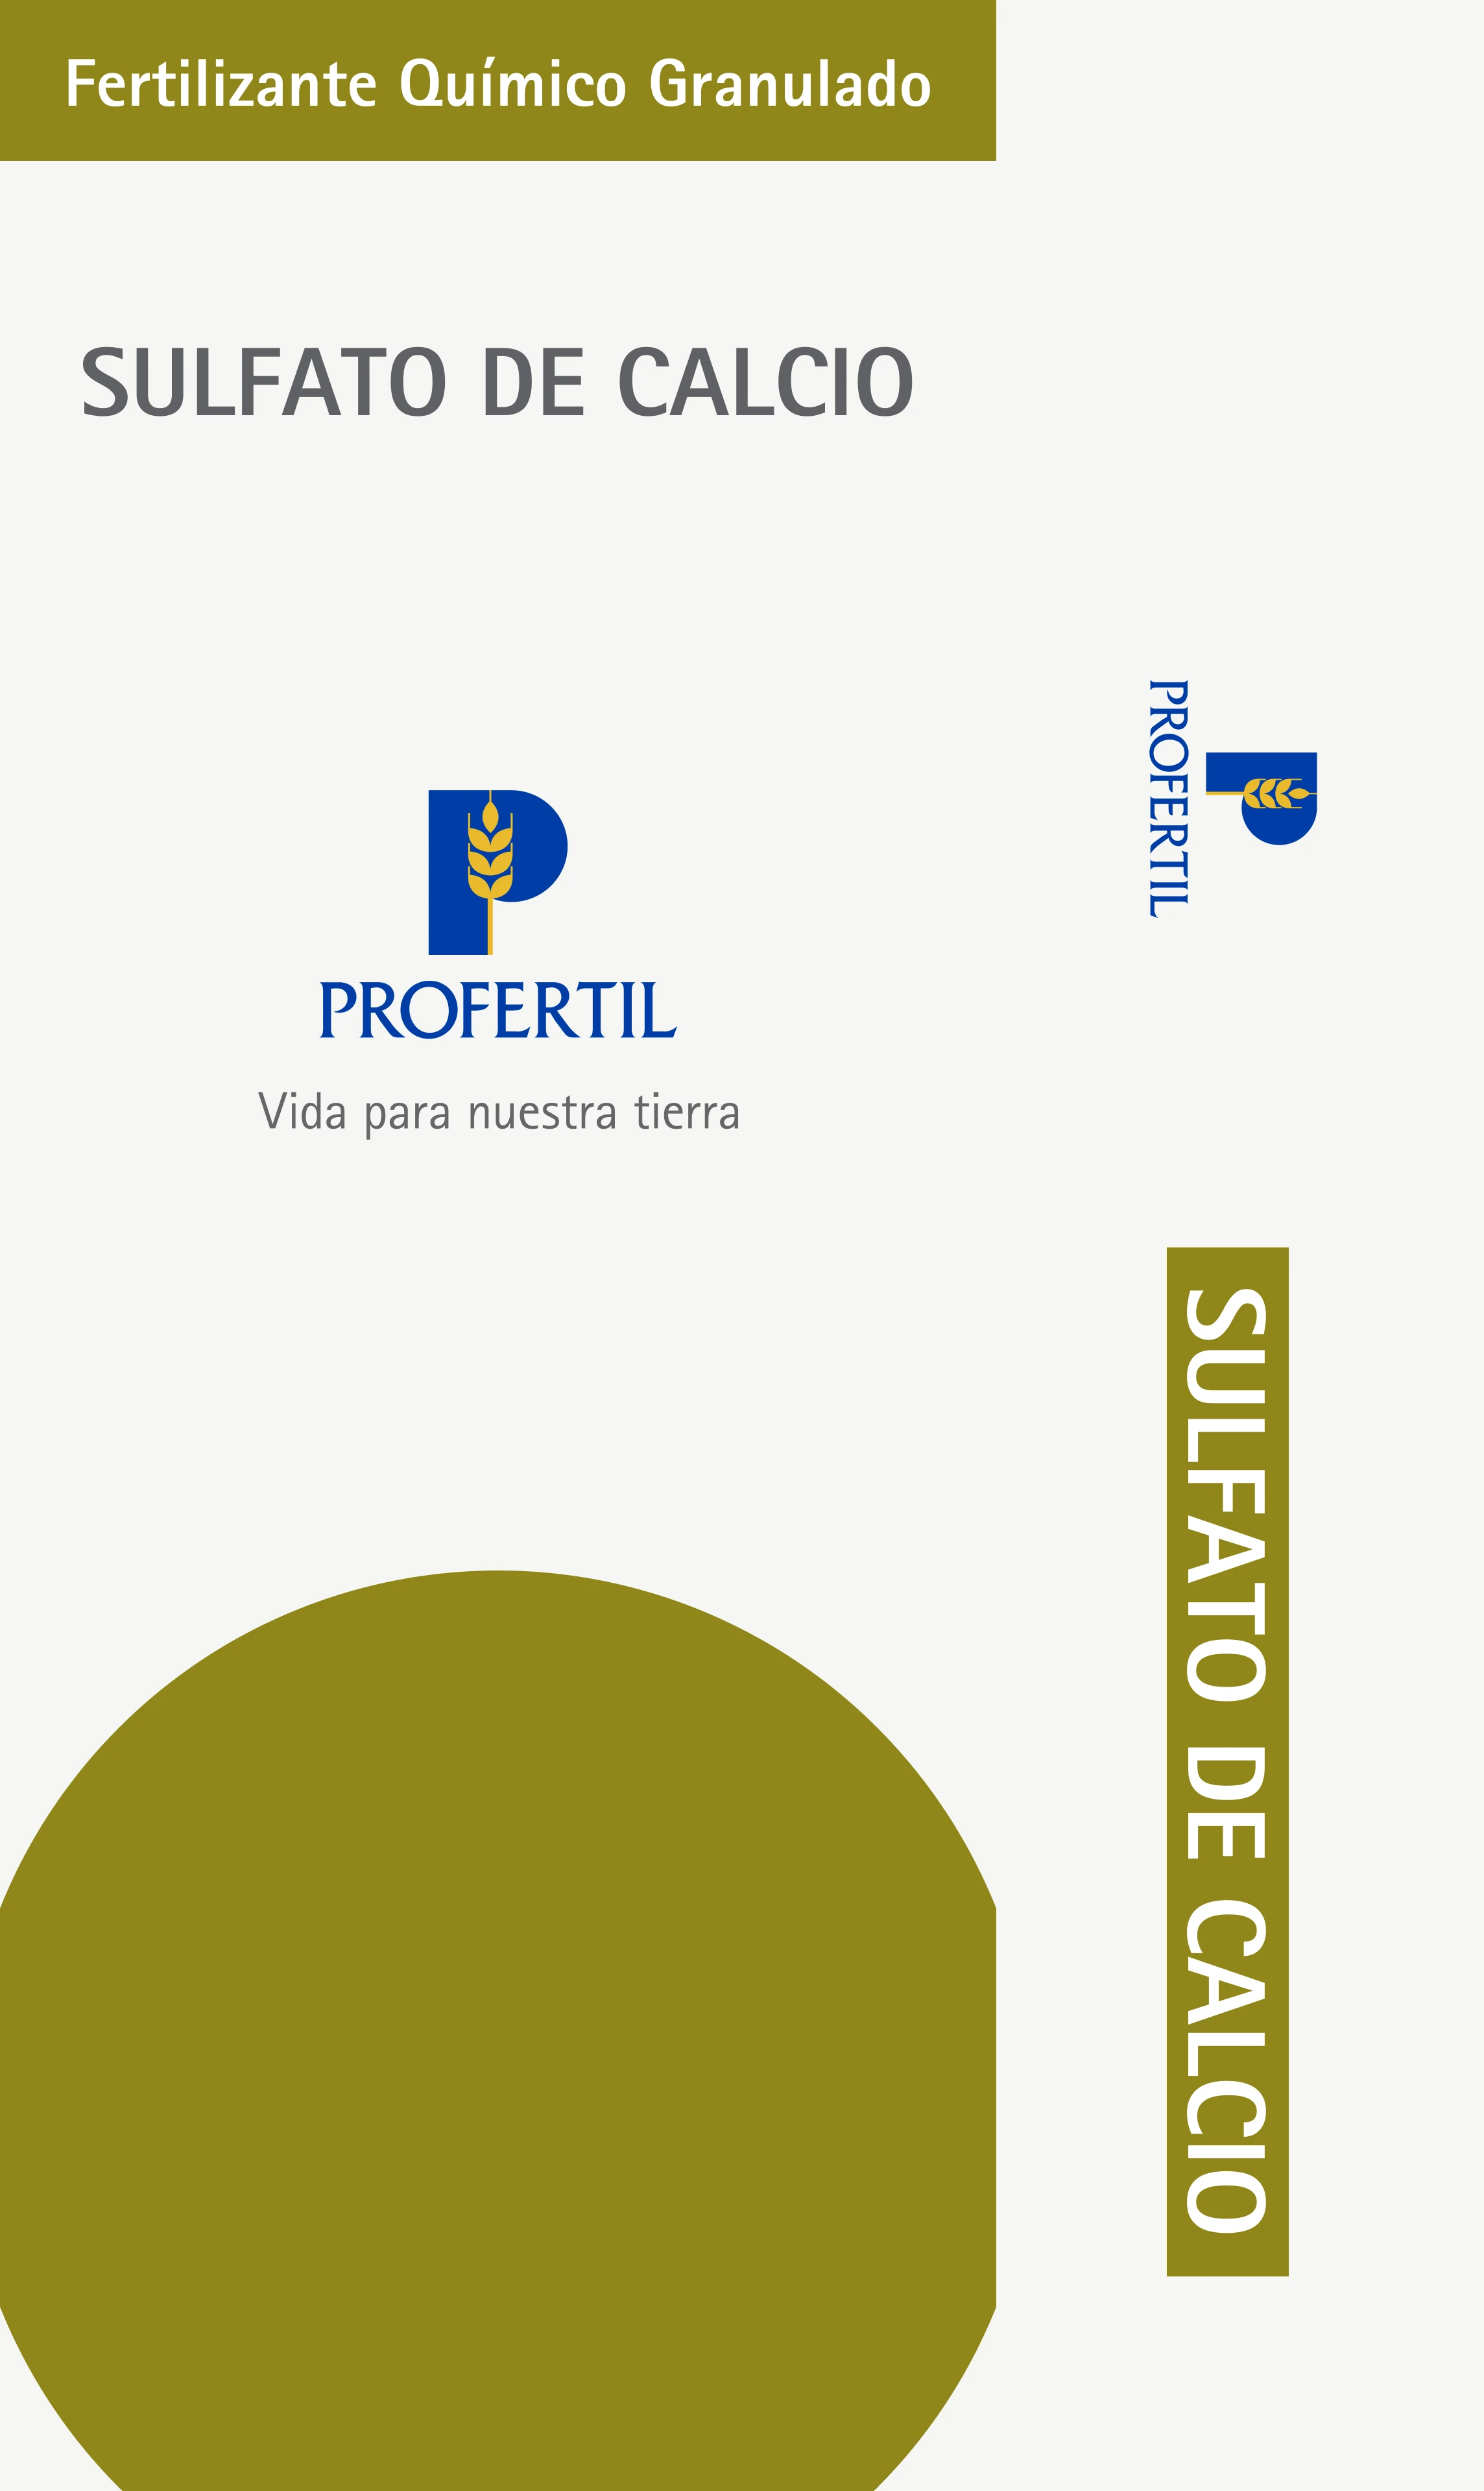 Fertilizante Químico Granulado
SULFATO DE CALCIO
PROFERTIL
Vida para nuestra tierra
PROFERTIL
SULFATO DE CALCIO